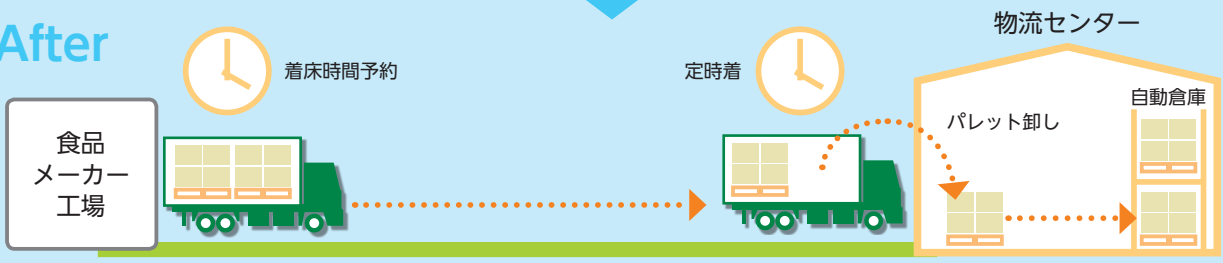 After
着床時間予約
定時着
物流センター
食品
メーカー
工場
パレット卸し
自動倉庫